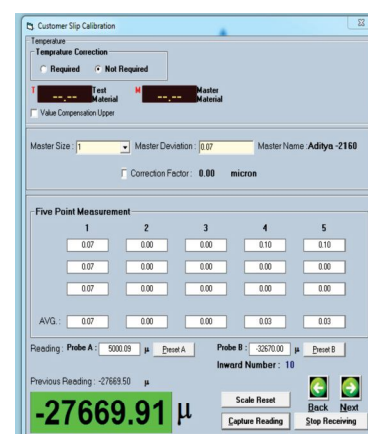 Customer Slip Calibration
Temperature
Temprature Correction
Required Not Required
T --.-- Test Material M --.-- Master Material
Value Compensation Upper
Master Size : 1 Master Deviation : 0.07 Master Name : Aditya -2160
Correction Factor : 0.00 micron
Five Point Measurement
1 2 3 4 5
0.07 0.00 0.00 0.10 0.10
0.00 0.00 0.00 0.00 0.00
0.07 0.00 0.00 0.00 0.00
AVG. : 0.07 0.00 0.00 0.03 0.03
Reading : Probe A : 5000.09 μ Preset A Probe B : -32670.00 μ Preset B
Inward Number : 10
Previous Reading : -27669.50 μ
-27669.91 μ
Scale Reset
Back Next
Capture Reading Stop Receiving